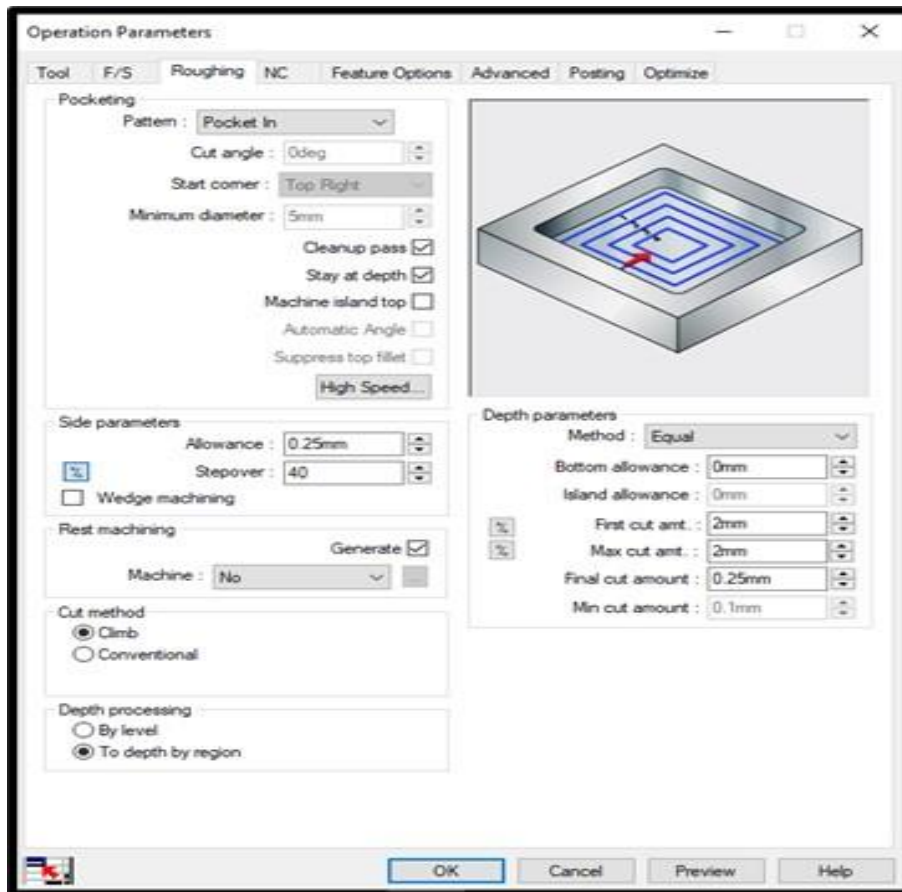 Operation Parameters
Tool F/S Roughing NC Feature Options Advanced Posting Optimize
Pocketing
Pattern : Pocket In
Cut angle : 0deg
Start corner : Top Right
Minimum diameter : 5mm
Cleanup pass
Stay at depth
Machine island top
Automatic Angle
Suppress top fillet
High Speed...
Side parameters
Allowance : 0.25mm
% Stepover : 40
Wedge machining
Rest machining
Generate
Machine : No ...
Cut method
Climb
Conventional
Depth processing
By level
To depth by region
Depth parameters
Method : Equal
Bottom allowance : 0mm
Island allowance : 0mm
% First cut amt. : 2mm
% Max cut amt. : 2mm
Final cut amount : 0.25mm
Min cut amount : 0.1mm
OK Cancel Preview Help